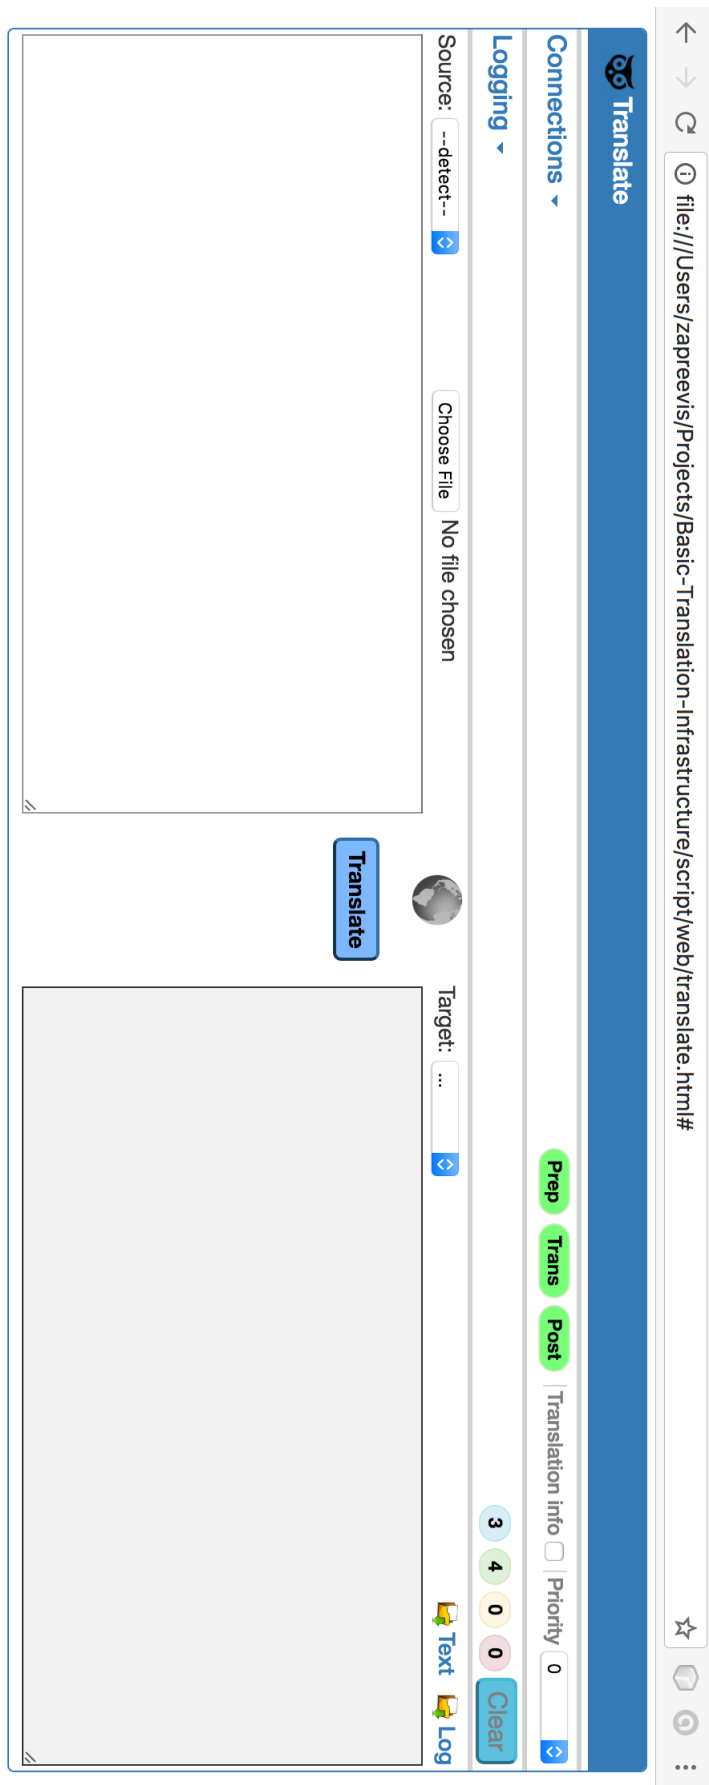 file:///Users/zapreevis/Projects/Basic-Translation-Infrastructure/script/web/translate.html#
Translate
Connections Prep Trans Post Translation info Priority 0
Logging 3 4 0 0 Clear
Source: --detect-- Choose File No file chosen Target: ... Text Log
Translate